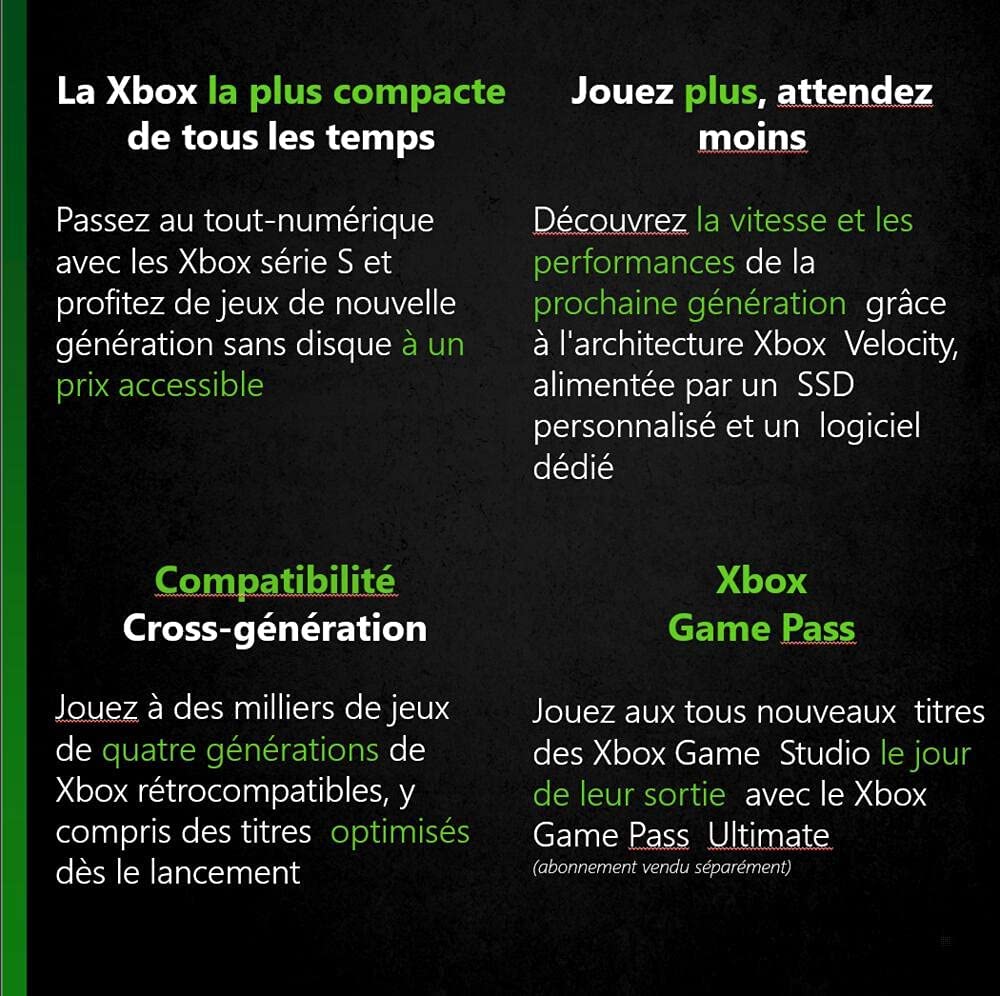 La Xbox la plus compacte
de tous les temps
Passez au tout-numérique
avec les Xbox série S et
profitez de jeux de nouvelle
génération sans disque à un
prix accessible
Jouez plus, attendez
moins
Découvrez la vitesse et les
performances de la
prochaine génération grâce
à l'architecture Xbox Velocity,
alimentée par un SSD
personnalisé et un logiciel
dédié
Compatibilité
Cross-génération
Jouez à des milliers de jeux
de quatre générations de
Xbox rétrocompatibles, y
compris des titres optimisés
dès le lancement
Xbox
Game Pass
Jouez aux tous nouveaux titres
des Xbox Game Studio le jour
de leur sortie avec le Xbox
Game Pass Ultimate
(abonnement vendu séparément)